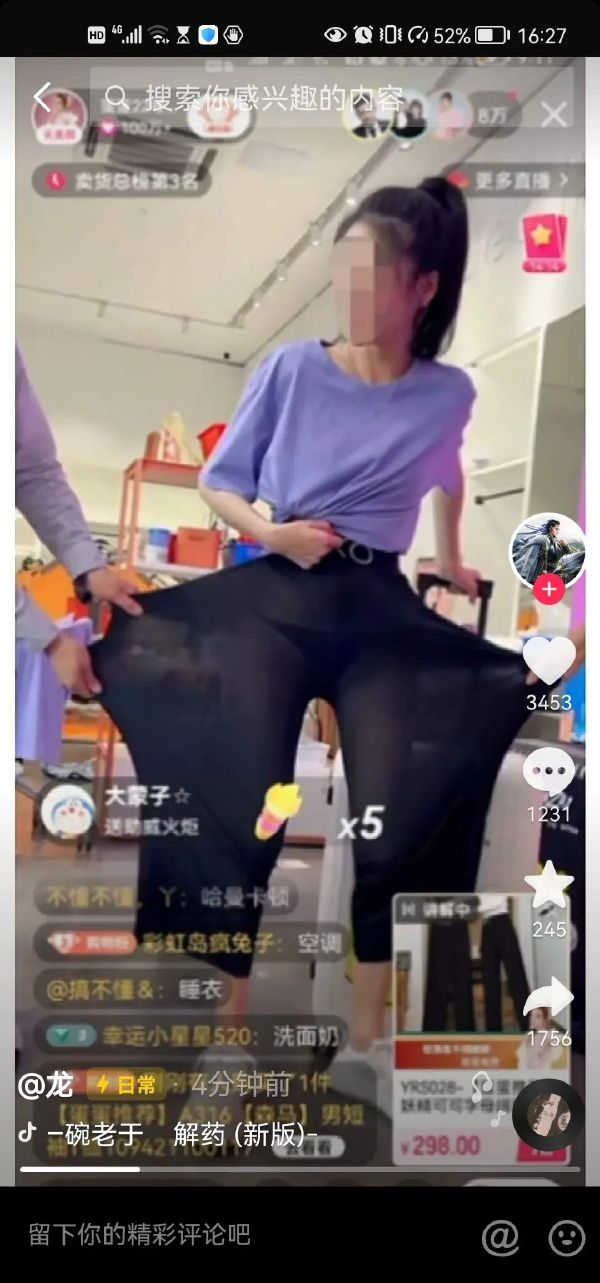 HD 4G 52% 16:27
搜索你感兴趣的内容
100万+
8万
卖货总榜第3名
更多直播
3453
大蒙子☆
送助威火炬
x5
1231
不懂不懂，丫：哈曼卡顿
讲解中
彩虹岛疯兔子：空调
245
@搞不懂&：睡衣
幸运小星星520：洗面奶
1756
@龙 日常 · 4分钟前
1件
【蛋蛋推荐】A316【森马】男短
YR5028-
一碗老于 解药 (新版)-
¥298.00
留下你的精彩评论吧
@